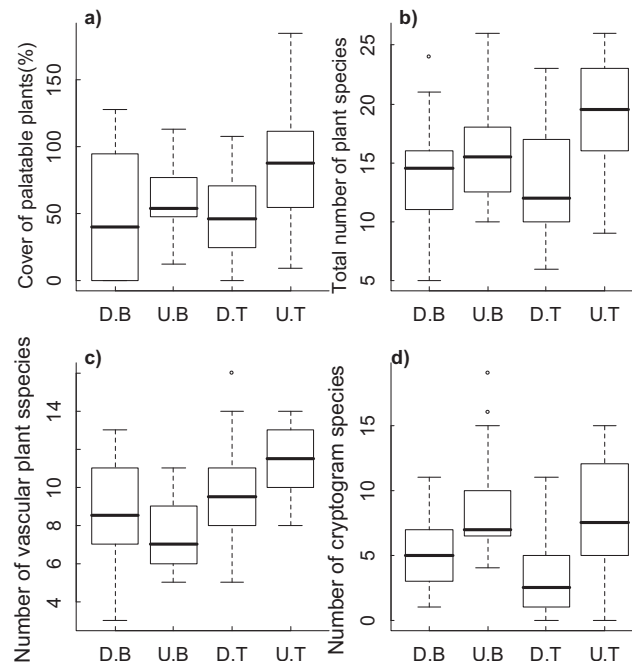 a)
Cover of palatable plants(%)
150
100
50
0
D.B U.B D.T U.T
b)
Total number of plant species
25
20
15
10
5
D.B U.B D.T U.T
c)
Number of vascular plant sspecies
14
10
8
6
4
D.B U.B D.T U.T
d)
Number of cryptogram species
15
10
5
0
D.B U.B D.T U.T